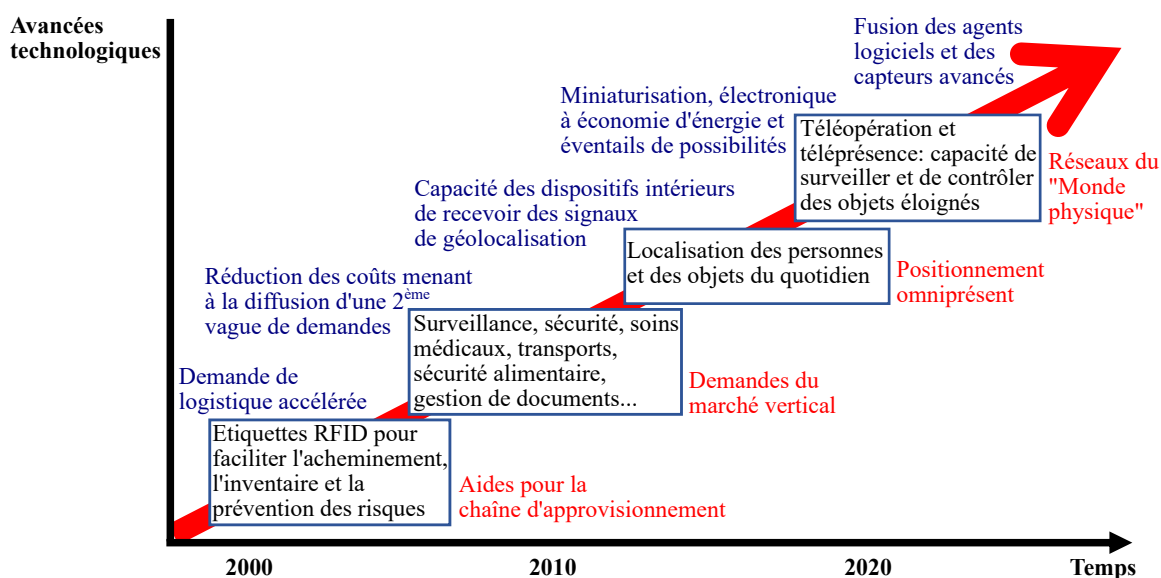 Avancées
technologiques
Fusion des agents
logiciels et des
capteurs avancés
Miniaturisation, électronique
à économie d'énergie et
éventails de possibilités
Téléopération et
téléprésence: capacité de
surveiller et de contrôler
des objets éloignés
Réseaux du
"Monde
physique"
Capacité des dispositifs intérieurs
de recevoir des signaux
de géolocalisation
Localisation des personnes
et des objets du quotidien
Positionnement
omniprésent
Réduction des coûts menant
à la diffusion d'une 2ème
vague de demandes
Surveillance, sécurité, soins
médicaux, transports,
sécurité alimentaire,
gestion de documents...
Demandes du
marché vertical
Demande de
logistique accélérée
Etiquettes RFID pour
faciliter l'acheminement,
l'inventaire et la
prévention des risques
Aides pour la
chaîne d'approvisionnement
2000 2010 2020 Temps